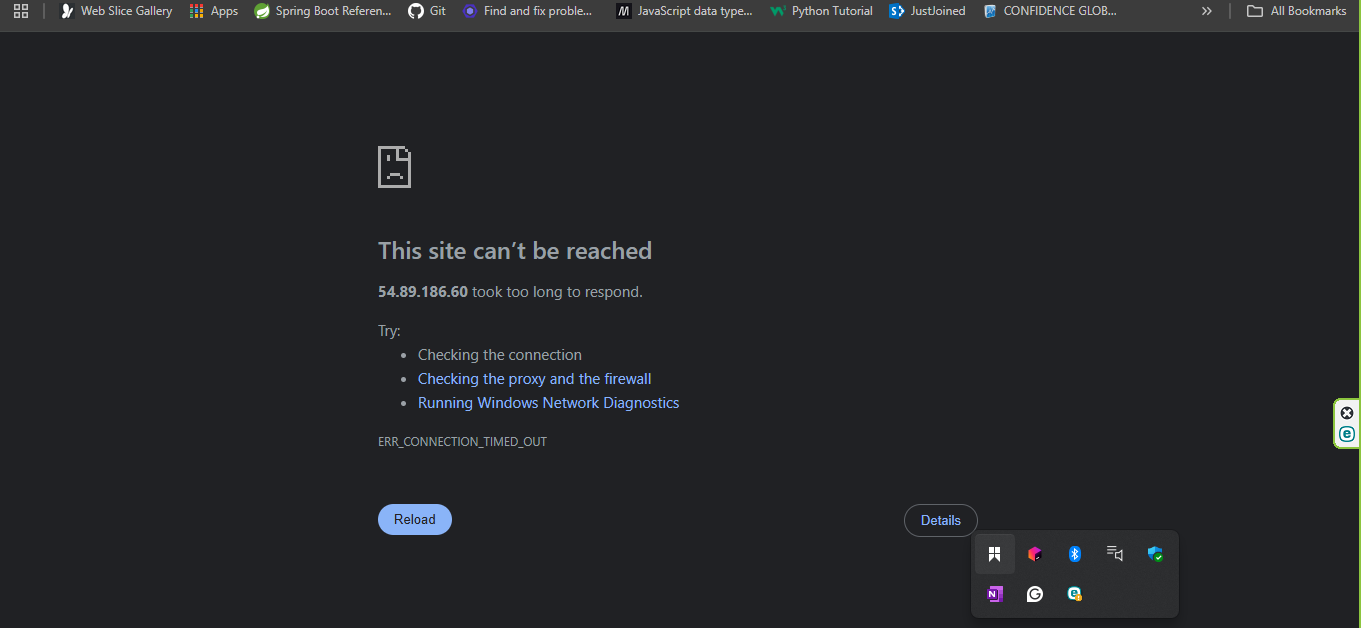 Web Slice Gallery Apps Spring Boot Referen... Git Find and fix proble... JavaScript data type... Python Tutorial JustJoined CONFIDENCE GLOB... » All Bookmarks
This site can’t be reached
54.89.186.60 took too long to respond.
Try:
• Checking the connection
• Checking the proxy and the firewall
• Running Windows Network Diagnostics
ERR_CONNECTION_TIMED_OUT
Reload Details